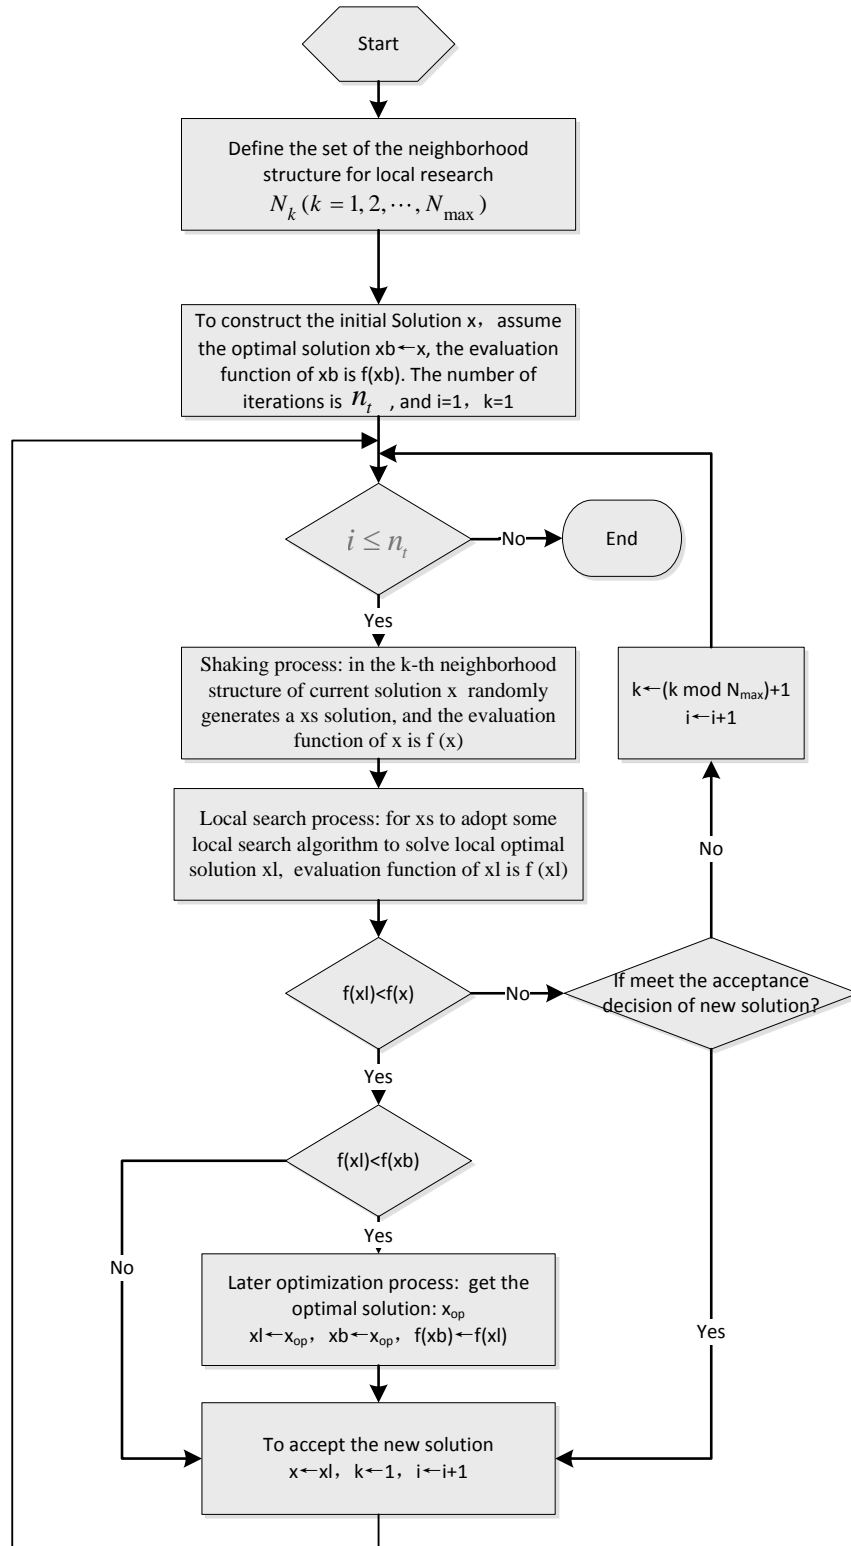 Start
Define the set of the neighborhood
structure for local research
N_k (k = 1, 2, ⋯, N_max)
To construct the initial Solution x, assume
the optimal solution xb←x, the evaluation
function of xb is f(xb). The number of
iterations is n_t , and i=1, k=1
i ≤ n_t
No
End
Yes
Shaking process: in the k-th neighborhood
structure of current solution x randomly
generates a xs solution, and the evaluation
function of x is f (x)
k←(k mod N_max)+1
i←i+1
Local search process: for xs to adopt some
local search algorithm to solve local optimal
solution xl, evaluation function of xl is f (xl)
No
f(xl)<f(x)
No
If meet the acceptance
decision of new solution?
Yes
f(xl)<f(xb)
Yes
No
Later optimization process: get the
optimal solution: x_op
xl←x_op, xb←x_op, f(xb)←f(xl)
Yes
To accept the new solution
x←xl, k←1, i←i+1